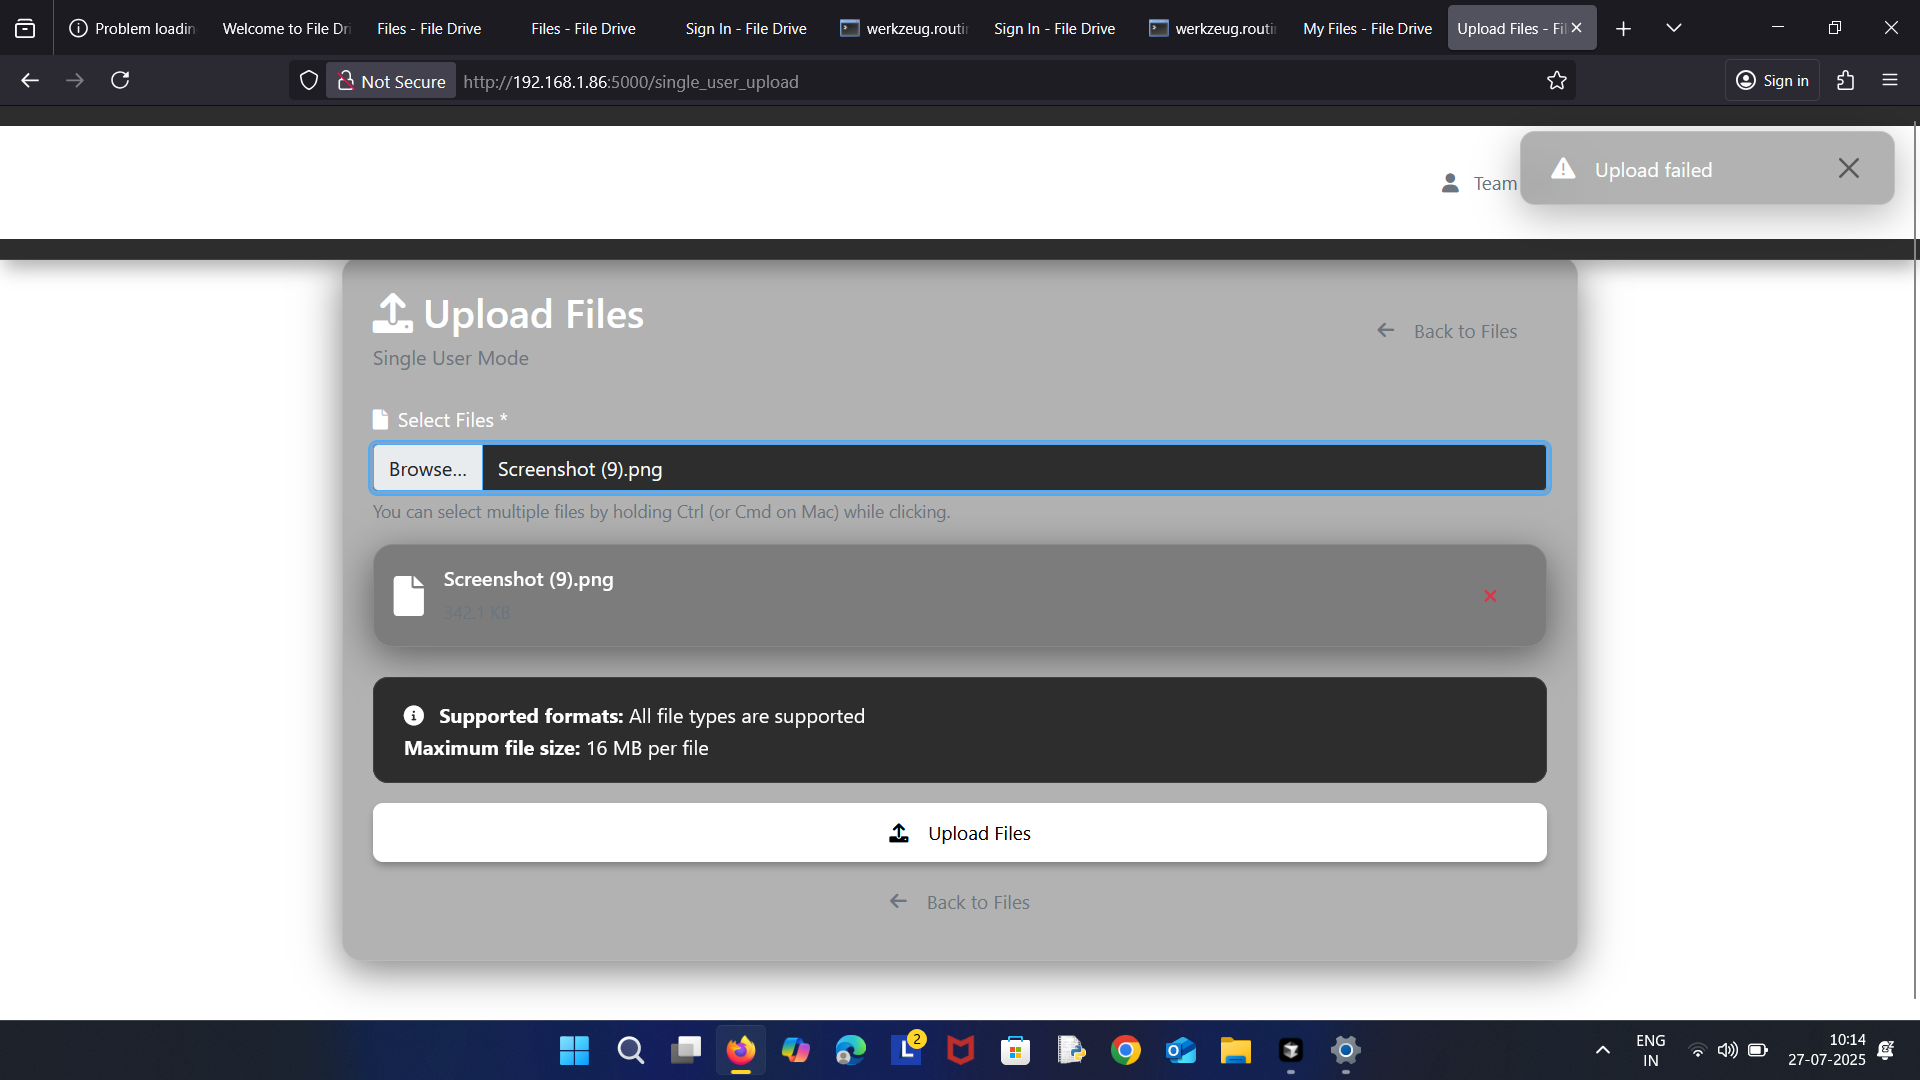 Problem loadin
Welcome to File Dri
Files - File Drive
Files - File Drive
Sign In - File Drive
werkzeug.routin
Sign In - File Drive
werkzeug.routin
My Files - File Drive
Upload Files - Fil
Not Secure
http://192.168.1.86:5000/single_user_upload
Sign in
Team
Upload failed
Upload Files
Single User Mode
Back to Files
Select Files *
Browse... Screenshot (9).png
You can select multiple files by holding Ctrl (or Cmd on Mac) while clicking.
Screenshot (9).png
342.1 KB
Supported formats: All file types are supported
Maximum file size: 16 MB per file
Upload Files
Back to Files
2
ENG
IN
10:14
27-07-2025